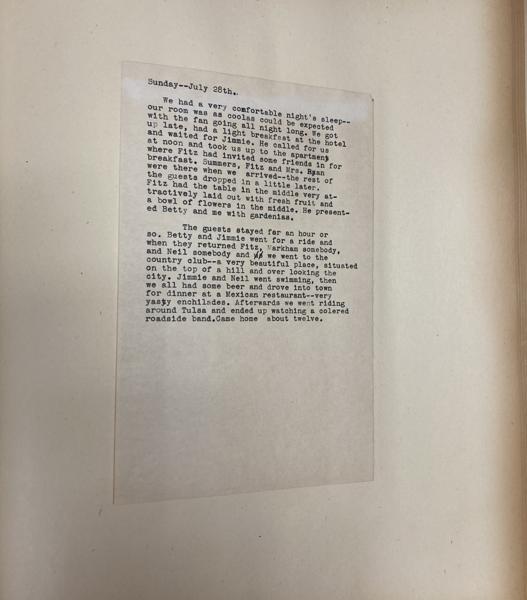 Sunday--July 28th.
We had a very comfortable night's sleep--
our room was as coolas could be expected
with the fan going all night long. We got
up late, had a light breakfast at the hotel
and waited for Jimmie. He called for us
at noon and took us up to the apartment
where Fitz had invited some friends in for
breakfast. Summers, Fitz and Mrs. Ryan
were there when we arrived--the rest of
the guests dropped in a little later.
Fitz had the table in the middle very at-
tractively laid out with fresh fruit and
a bowl of flowers in the middle. He present-
ed Betty and me with gardenias.
The guests stayed for an hour or
so. Betty and Jimmie went for a ride and
when they returned Fitz, Markham somebody,
and Neil somebody and we went to the
country club--a very beautiful place, situated
on the top of a hill and over looking the
city. Jimmie and Neil went swimming, then
we all had some beer and drove into town
for dinner at a Mexican restaurant--very
enchilades. Afterwards we went riding
around Tulsa and ended up watching a colered
roadside band.Came home about twelve.